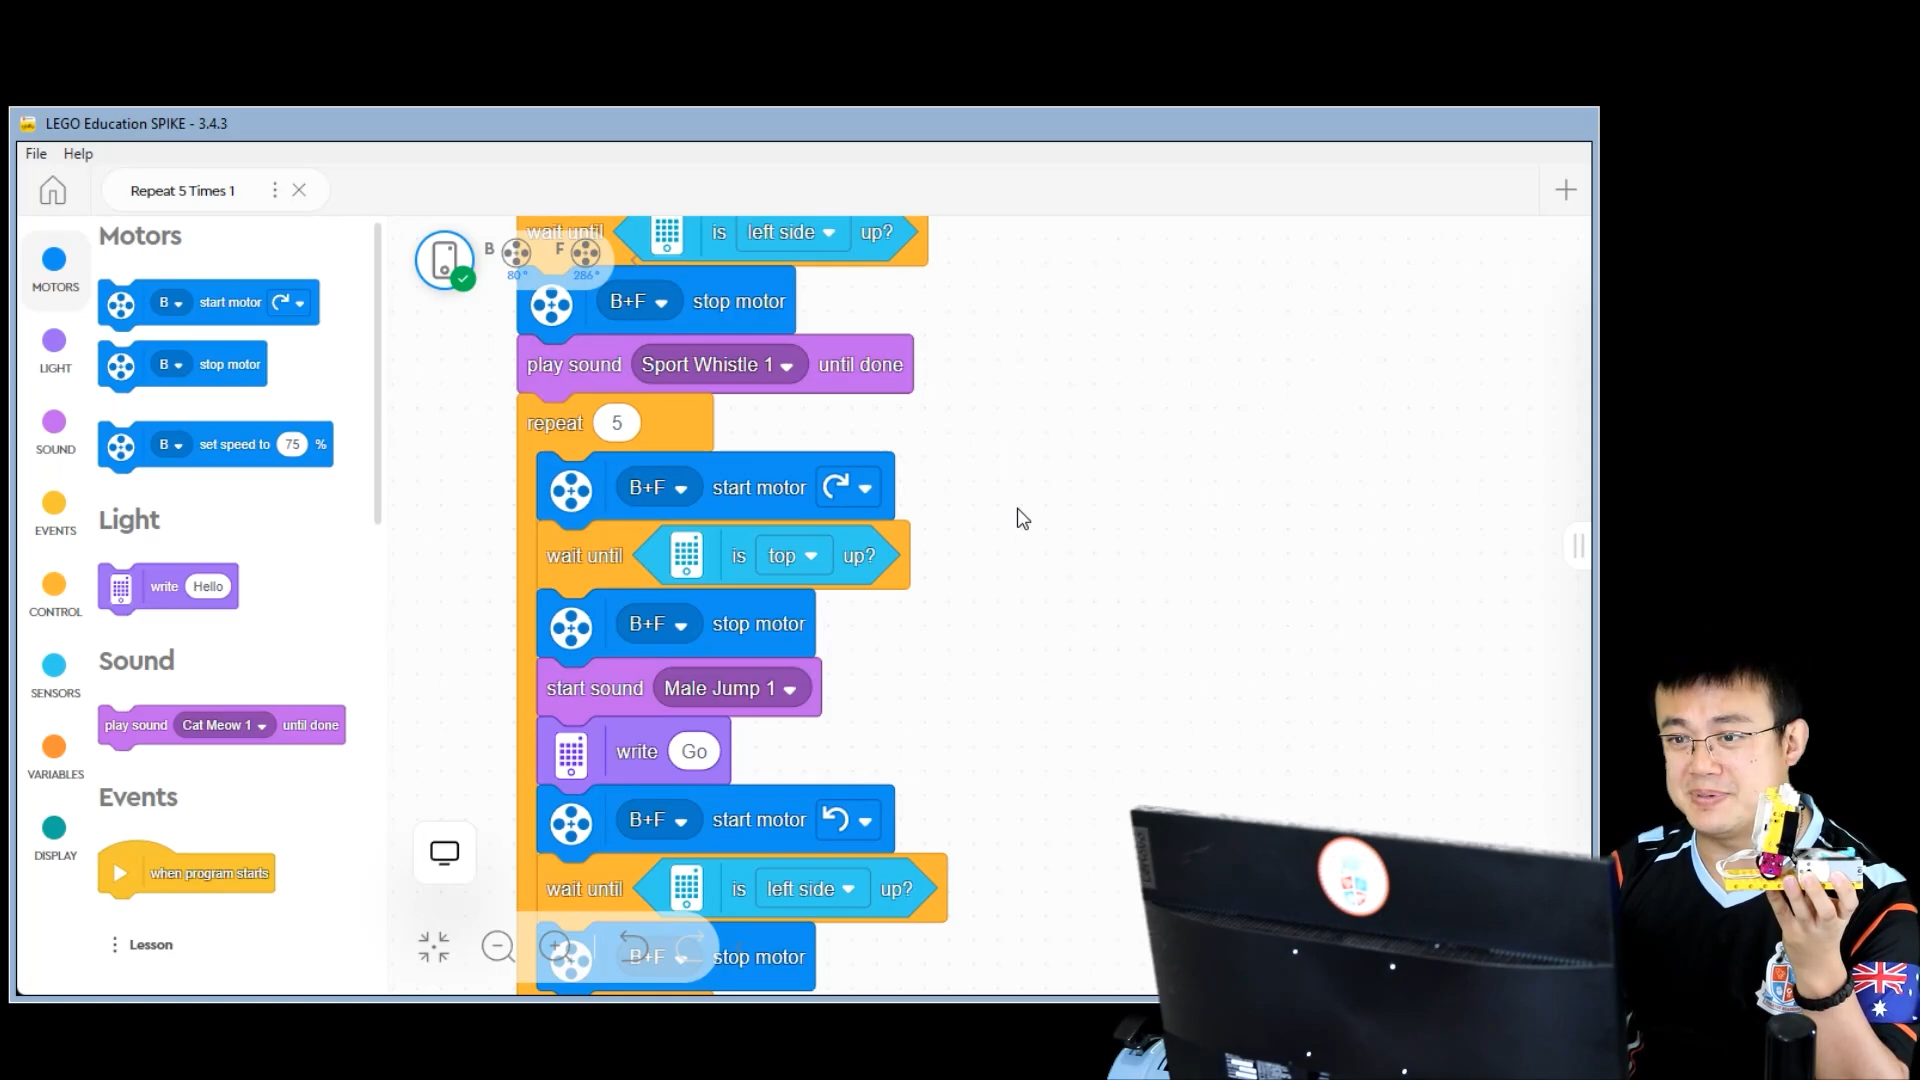 LEGO Education SPIKE - 3.4.3
File Help
Repeat 5 Times 1
MOTORS
LIGHT
SOUND
EVENTS
CONTROL
SENSORS
VARIABLES
DISPLAY
Motors
B start motor
B stop motor
B set speed to 75 %
Light
write Hello
Sound
play sound Cat Meow 1 until done
Events
when program starts
Lesson
B 80° F 286°
wait until is left side up?
B+F stop motor
play sound Sport Whistle 1 until done
repeat 5
B+F start motor
wait until is top up?
B+F stop motor
start sound Male Jump 1
write Go
B+F start motor
wait until is left side up?
B+F stop motor